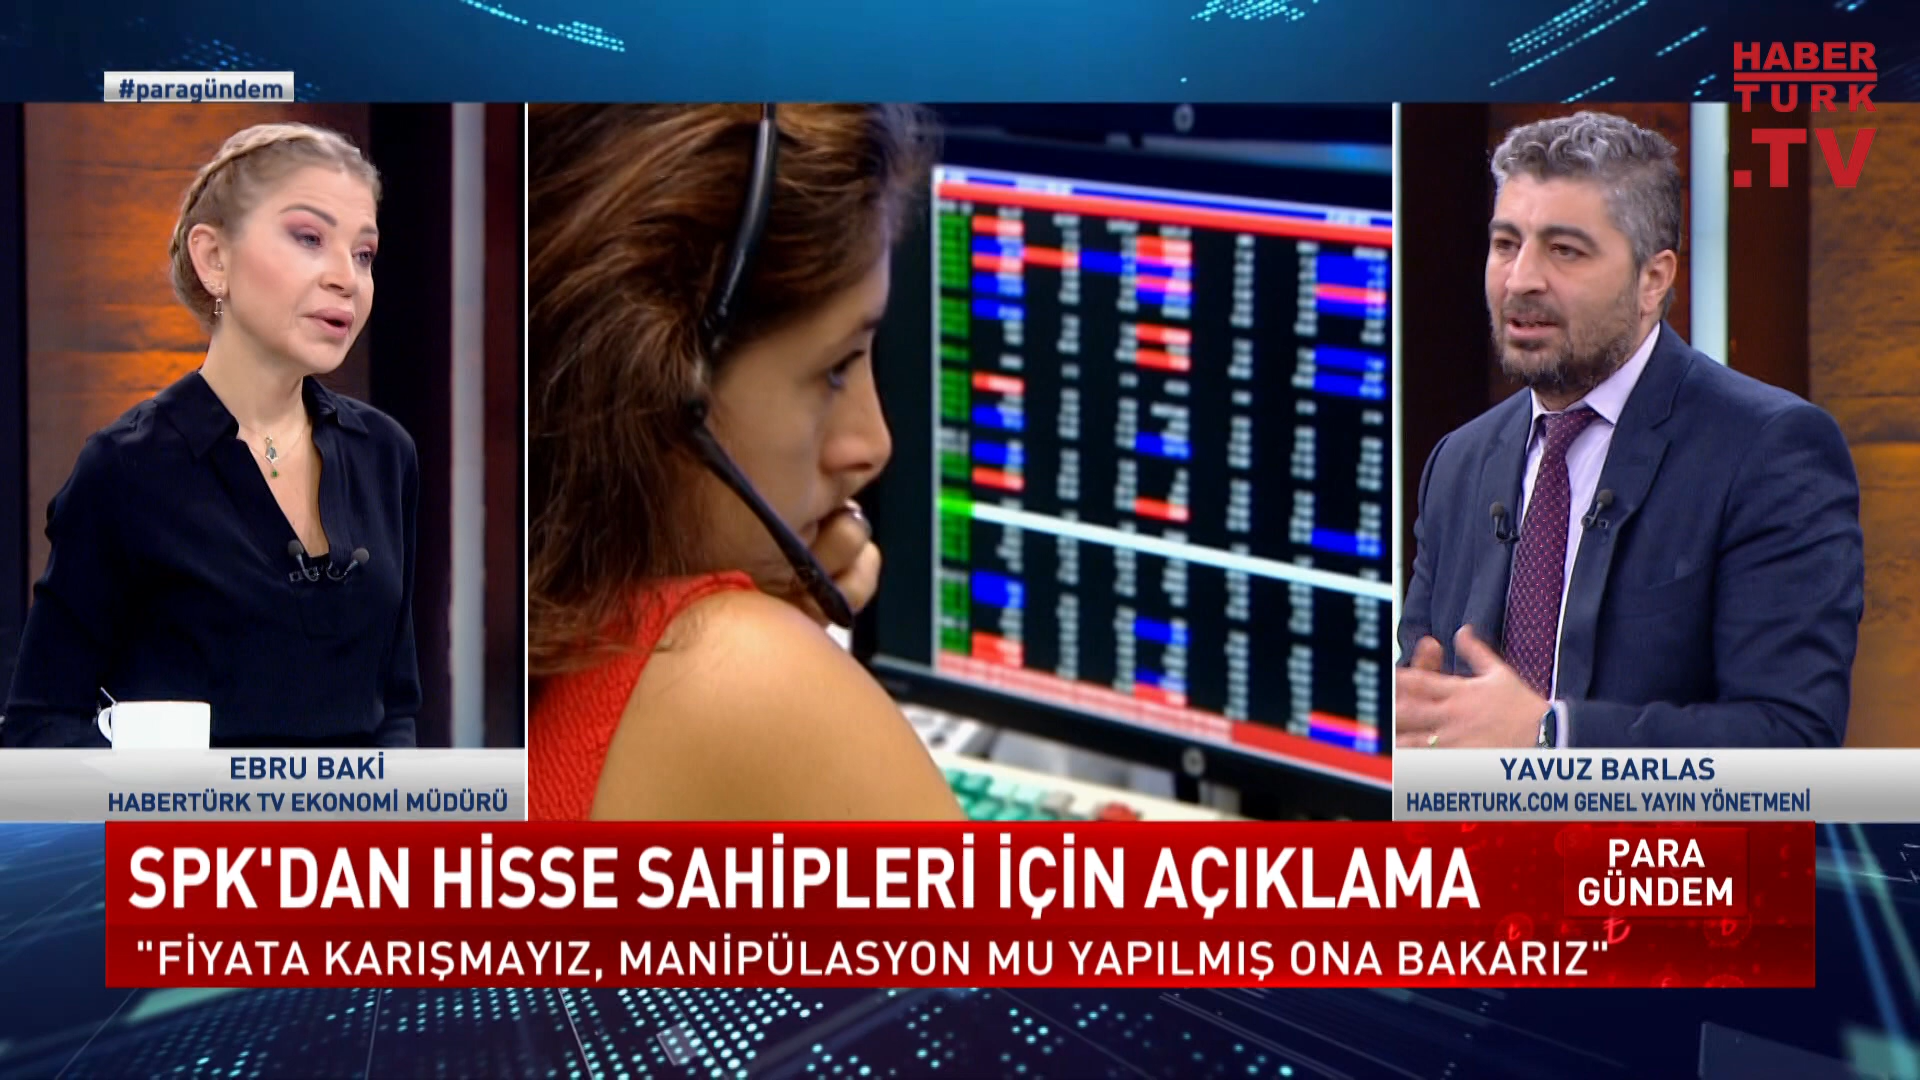 #paragündem
HABER
TURK
.TV
EBRU BAKİ
HABERTÜRK TV EKONOMİ MÜDÜRÜ
YAVUZ BARLAS
HABERTURK.COM GENEL YAYIN YÖNETMENİ
SPK'DAN HİSSE SAHİPLERİ İÇİN AÇIKLAMA
PARA
GÜNDEM
"FİYATA KARIŞMAYIZ, MANİPÜLASYON MU YAPILMIŞ ONA BAKARIZ"